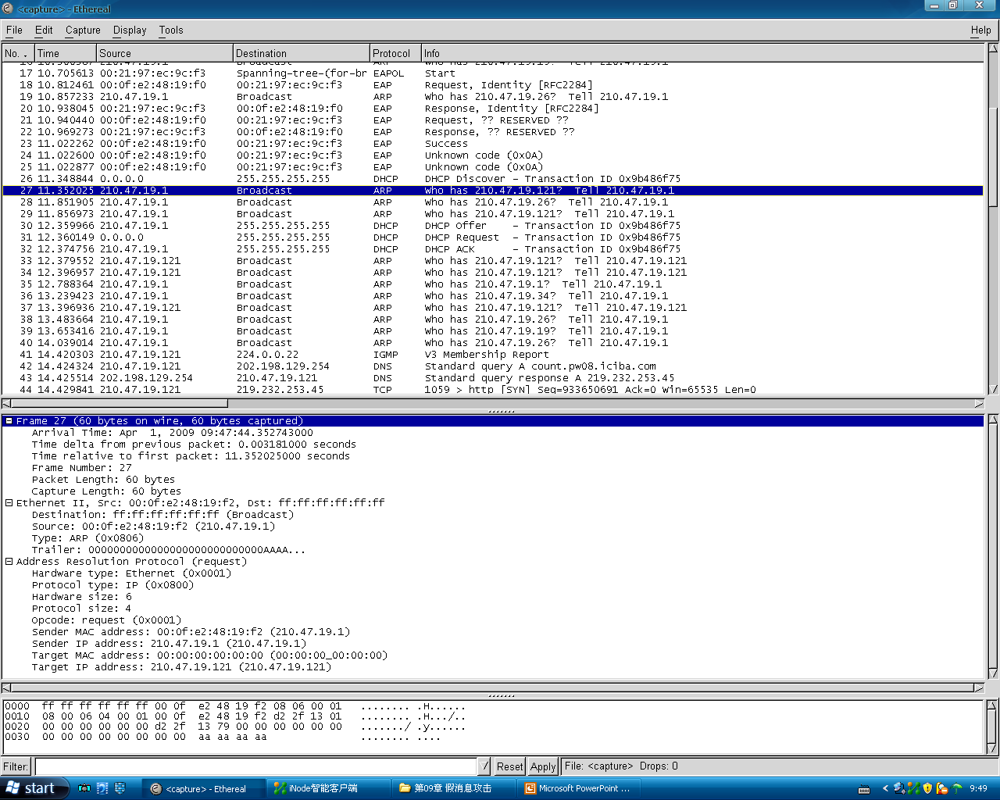 <capture> - Ethereal
File Edit Capture Display Tools Help
No. Time Source Destination Protocol Info
17 10.705613 00:21:97:ec:9c:f3 Spanning-tree-(for-br EAPOL Start
18 10.812461 00:0f:e2:48:19:f0 00:21:97:ec:9c:f3 EAP Request, Identity [RFC2284]
19 10.857233 210.47.19.1 Broadcast ARP Who has 210.47.19.26? Tell 210.47.19.1
20 10.938045 00:21:97:ec:9c:f3 00:0f:e2:48:19:f0 EAP Response, Identity [RFC2284]
21 10.940440 00:0f:e2:48:19:f0 00:21:97:ec:9c:f3 EAP Request, ?? RESERVED ??
22 10.969273 00:21:97:ec:9c:f3 00:0f:e2:48:19:f0 EAP Response, ?? RESERVED ??
23 11.022262 00:0f:e2:48:19:f0 00:21:97:ec:9c:f3 EAP Success
24 11.022600 00:0f:e2:48:19:f0 00:21:97:ec:9c:f3 EAP Unknown code (0x0A)
25 11.022877 00:0f:e2:48:19:f0 00:21:97:ec:9c:f3 EAP Unknown code (0x0A)
26 11.348844 0.0.0.0 255.255.255.255 DHCP DHCP Discover - Transaction ID 0x9b486f75
27 11.352025 210.47.19.1 Broadcast ARP Who has 210.47.19.121? Tell 210.47.19.1
28 11.851905 210.47.19.1 Broadcast ARP Who has 210.47.19.26? Tell 210.47.19.1
29 11.856973 210.47.19.1 Broadcast ARP Who has 210.47.19.121? Tell 210.47.19.1
30 12.359966 210.47.19.1 255.255.255.255 DHCP DHCP Offer - Transaction ID 0x9b486f75
31 12.360149 0.0.0.0 255.255.255.255 DHCP DHCP Request - Transaction ID 0x9b486f75
32 12.374756 210.47.19.1 255.255.255.255 DHCP DHCP ACK - Transaction ID 0x9b486f75
33 12.379552 210.47.19.121 Broadcast ARP Who has 210.47.19.121? Tell 210.47.19.121
34 12.396957 210.47.19.121 Broadcast ARP Who has 210.47.19.121? Tell 210.47.19.121
35 12.788364 210.47.19.1 Broadcast ARP Who has 210.47.19.1? Tell 210.47.19.1
36 13.239423 210.47.19.1 Broadcast ARP Who has 210.47.19.34? Tell 210.47.19.1
37 13.396936 210.47.19.121 Broadcast ARP Who has 210.47.19.121? Tell 210.47.19.121
38 13.483664 210.47.19.1 Broadcast ARP Who has 210.47.19.26? Tell 210.47.19.1
39 13.653416 210.47.19.1 Broadcast ARP Who has 210.47.19.19? Tell 210.47.19.1
40 14.039014 210.47.19.1 Broadcast ARP Who has 210.47.19.26? Tell 210.47.19.1
41 14.420303 210.47.19.121 224.0.0.22 IGMP V3 Membership Report
42 14.424324 210.47.19.121 202.198.129.254 DNS Standard query A count.pw08.iciba.com
43 14.425514 202.198.129.254 210.47.19.121 DNS Standard query response A 219.232.253.45
44 14.429841 210.47.19.121 219.232.253.45 TCP 1059 > http [SYN] Seq=933650691 Ack=0 Win=65535 Len=0
Frame 27 (60 bytes on wire, 60 bytes captured)
Arrival Time: Apr 1, 2009 09:47:44.352743000
Time delta from previous packet: 0.003181000 seconds
Time relative to first packet: 11.352025000 seconds
Frame Number: 27
Packet Length: 60 bytes
Capture Length: 60 bytes
Ethernet II, Src: 00:0f:e2:48:19:f2, Dst: ff:ff:ff:ff:ff:ff
Destination: ff:ff:ff:ff:ff:ff (Broadcast)
Source: 00:0f:e2:48:19:f2 (210.47.19.1)
Type: ARP (0x0806)
Trailer: 0000000000000000000000000000AAAA...
Address Resolution Protocol (request)
Hardware type: Ethernet (0x0001)
Protocol type: IP (0x0800)
Hardware size: 6
Protocol size: 4
Opcode: request (0x0001)
Sender MAC address: 00:0f:e2:48:19:f2 (210.47.19.1)
Sender IP address: 210.47.19.1 (210.47.19.1)
Target MAC address: 00:00:00:00:00:00 (00:00:00_00:00:00)
Target IP address: 210.47.19.121 (210.47.19.121)
0000 ff ff ff ff ff ff 00 0f e2 48 19 f2 08 06 00 01 ........ .H......
0010 08 00 06 04 00 01 00 0f e2 48 19 f2 d2 2f 13 01 ........ .H.../..
0020 00 00 00 00 00 00 d2 2f 13 79 00 00 00 00 00 00 ......./ .y......
0030 00 00 00 00 00 00 00 00 aa aa aa aa ........ ....
Filter: Reset Apply File: <capture> Drops: 0
start <capture> - Ethereal iNode智能客户端 第09章 假消息攻击 Microsoft PowerPoint ... 9:49